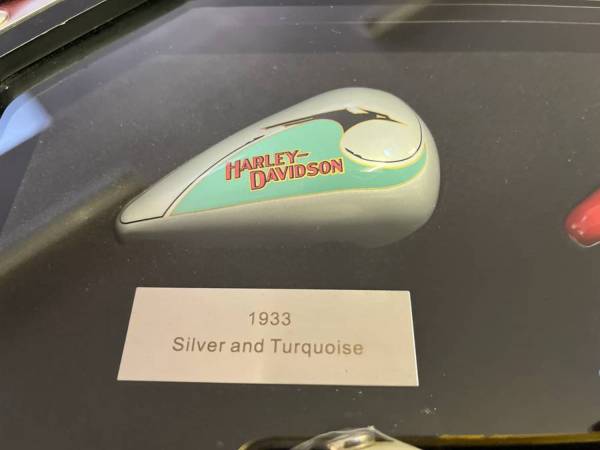 HARLEY-
DAVIDSON
1933
Silver and Turquoise